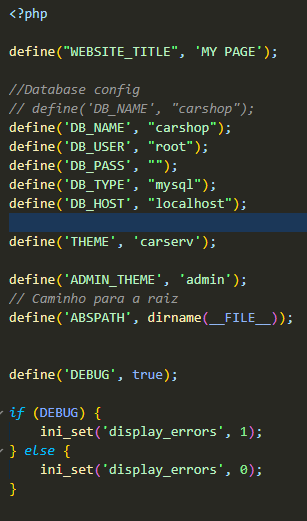 <?php
define("WEBSITE_TITLE", 'MY PAGE');
//Database config
// define('DB_NAME', "carshop");
define('DB_NAME', "carshop");
define('DB_USER', "root");
define('DB_PASS', "");
define('DB_TYPE', "mysql");
define('DB_HOST', "localhost");
define('THEME', 'carserv');
define('ADMIN_THEME', 'admin');
// Caminho para a raiz
define('ABSPATH', dirname(__FILE__));
define('DEBUG', true);
if (DEBUG) {
    ini_set('display_errors', 1);
} else {
    ini_set('display_errors', 0);
}